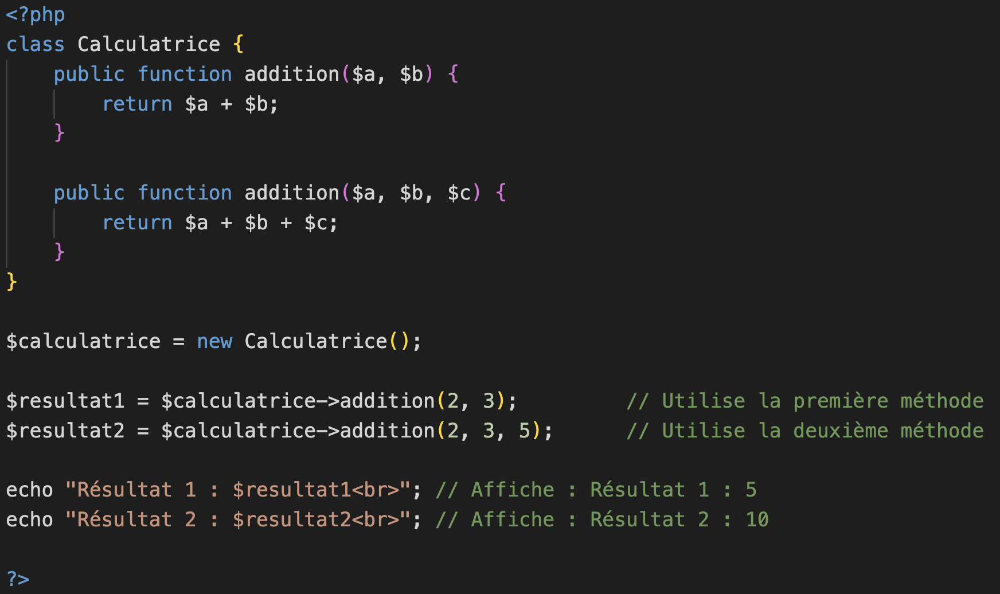 <?php
class Calculatrice {
    public function addition($a, $b) {
        return $a + $b;
    }

    public function addition($a, $b, $c) {
        return $a + $b + $c;
    }
}

$calculatrice = new Calculatrice();

$resultat1 = $calculatrice->addition(2, 3);         // Utilise la première méthode
$resultat2 = $calculatrice->addition(2, 3, 5);      // Utilise la deuxième méthode

echo "Résultat 1 : $resultat1<br>"; // Affiche : Résultat 1 : 5
echo "Résultat 2 : $resultat2<br>"; // Affiche : Résultat 2 : 10

?>